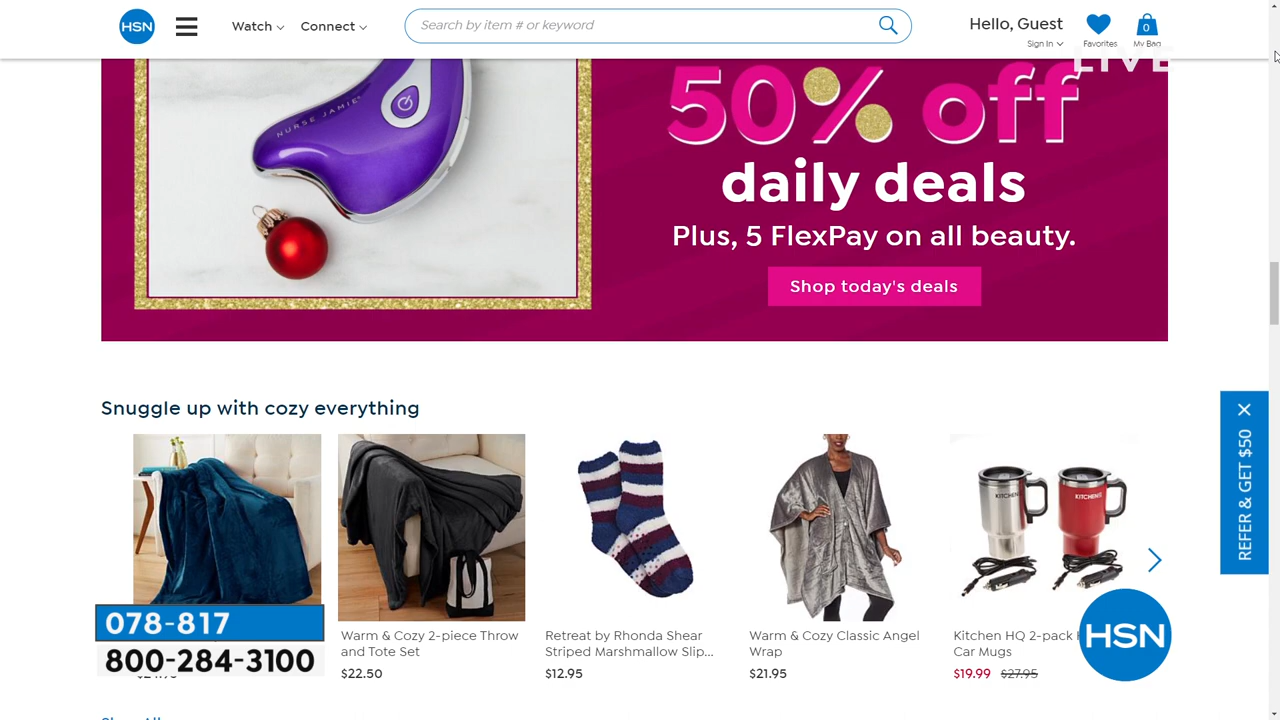 HSN
Watch
Connect
Search by item # or keyword
Hello, Guest
Sign In
Favorites
0
My Bag
LIVE
NURSE JAMIE
50% off
daily deals
Plus, 5 FlexPay on all beauty.
Shop today's deals
Snuggle up with cozy everything
REFER & GET $50
078-817
800-284-3100
Warm & Cozy 2-piece Throw
and Tote Set
$22.50
Retreat by Rhonda Shear
Striped Marshmallow Slip...
$12.95
Warm & Cozy Classic Angel
Wrap
$21.95
Kitchen HQ 2-pack
Car Mugs
$19.99 $27.95
HSN